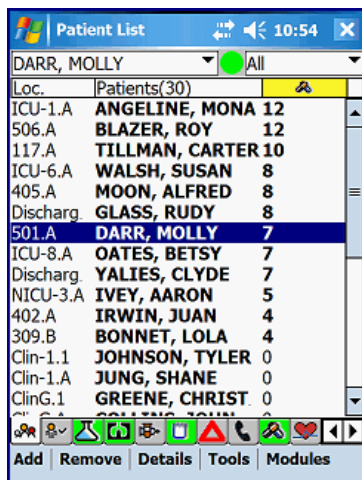 Patient List 10:54
DARR, MOLLY All
Loc. Patients(30)
ICU-1.A ANGELINE, MONA 12
506.A BLAZER, ROY 12
117.A TILLMAN, CARTER 10
ICU-6.A WALSH, SUSAN 8
405.A MOON, ALFRED 8
Discharg. GLASS, RUDY 8
501.A DARR, MOLLY 7
ICU-8.A OATES, BETSY 7
Discharg. YALIES, CLYDE 7
NICU-3.A IVEY, AARON 5
402.A IRWIN, JUAN 4
309.B BONNET, LOLA 4
Clin-1.1 JOHNSON, TYLER 0
Clin-1.A JUNG, SHANE 0
ClinG.1 GREENE, CHRIST. 0
Add Remove Details Tools Modules